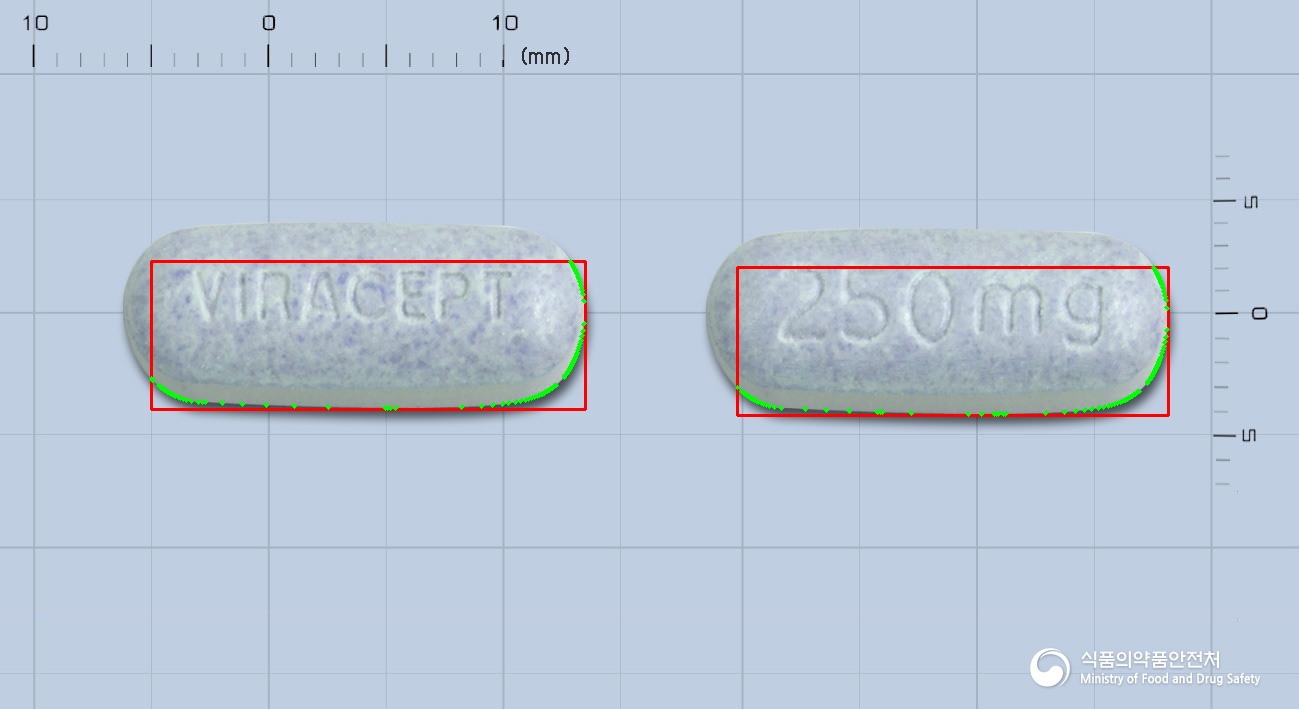 10 0 10
(mm)
5
VIRACEPT
250mg
0
5
식품의약품안전처
Ministry of Food and Drug Safety